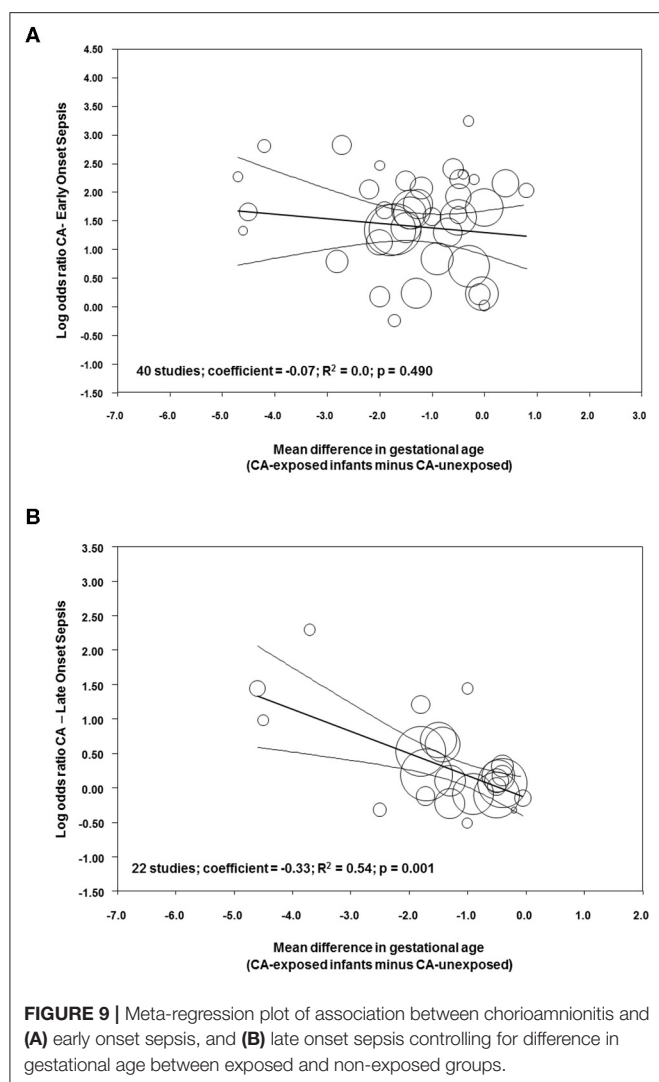 A
Log odds ratio CA- Early Onset Sepsis
4.50
4.00
3.50
3.00
2.50
2.00
1.50
1.00
0.50
0.00
-0.50
-1.00
-1.50
40 studies; coefficient = -0.07; R² = 0.0; p = 0.490
-7.0 -6.0 -5.0 -4.0 -3.0 -2.0 -1.0 0.0 1.0 2.0 3.0
Mean difference in gestational age
(CA-exposed infants minus CA-unexposed)
B
Log odds ratio CA – Late Onset Sepsis
3.50
3.00
2.50
2.00
1.50
1.00
0.50
0.00
-0.50
-1.00
-1.50
22 studies; coefficient = -0.33; R² = 0.54; p = 0.001
-7.0 -6.0 -5.0 -4.0 -3.0 -2.0 -1.0 0.0 1.0 2.0
Mean difference in gestational age
(CA-exposed infants minus CA-unexposed)
FIGURE 9 | Meta-regression plot of association between chorioamnionitis and
(A) early onset sepsis, and (B) late onset sepsis controlling for difference in
gestational age between exposed and non-exposed groups.